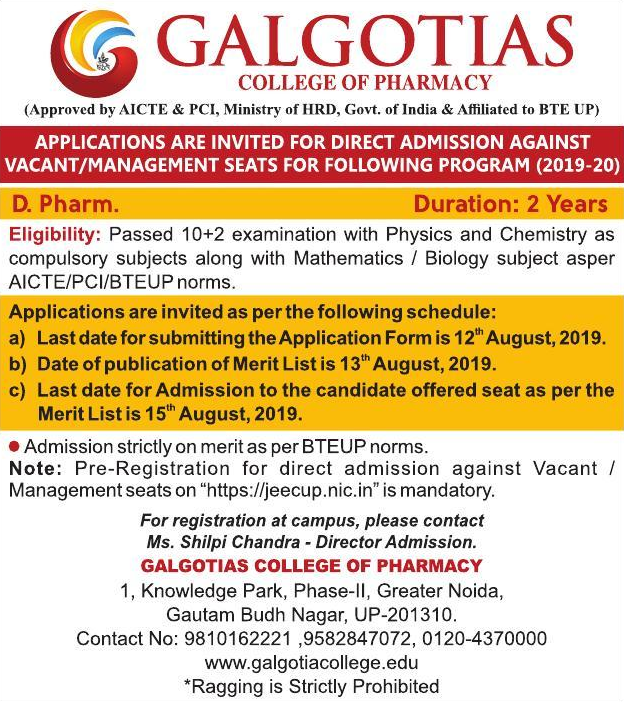 GALGOTIAS
COLLEGE OF PHARMACY
(Approved by AICTE & PCI, Ministry of HRD, Govt. of India & Affiliated to BTE UP)
APPLICATIONS ARE INVITED FOR DIRECT ADMISSION AGAINST
VACANT/MANAGEMENT SEATS FOR FOLLOWING PROGRAM (2019-20)
D. Pharm. Duration: 2 Years
Eligibility: Passed 10+2 examination with Physics and Chemistry as
compulsory subjects along with Mathematics / Biology subject asper
AICTE/PCI/BTEUP norms.
Applications are invited as per the following schedule:
a) Last date for submitting the Application Form is 12th August, 2019.
b) Date of publication of Merit List is 13th August, 2019.
c) Last date for Admission to the candidate offered seat as per the
Merit List is 15th August, 2019.
● Admission strictly on merit as per BTEUP norms.
Note: Pre-Registration for direct admission against Vacant /
Management seats on “https://jeecup.nic.in” is mandatory.
For registration at campus, please contact
Ms. Shilpi Chandra - Director Admission.
GALGOTIAS COLLEGE OF PHARMACY
1, Knowledge Park, Phase-II, Greater Noida,
Gautam Budh Nagar, UP-201310.
Contact No: 9810162221 ,9582847072, 0120-4370000
www.galgotiacollege.edu
*Ragging is Strictly Prohibited